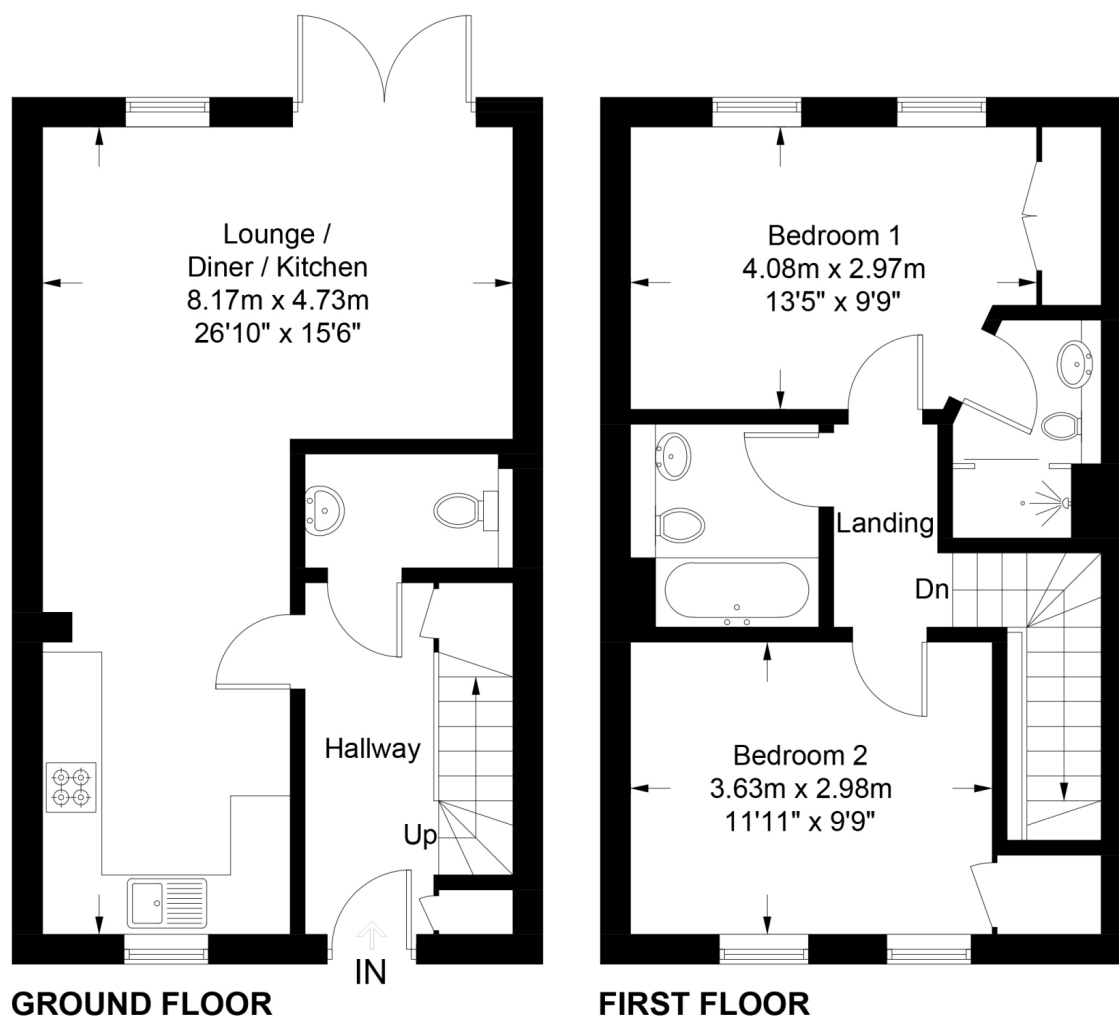 Lounge /
Diner / Kitchen
8.17m x 4.73m
26'10" x 15'6"
Hallway
Up
IN
GROUND FLOOR
Bedroom 1
4.08m x 2.97m
13'5" x 9'9"
Landing
Dn
Bedroom 2
3.63m x 2.98m
11'11" x 9'9"
FIRST FLOOR